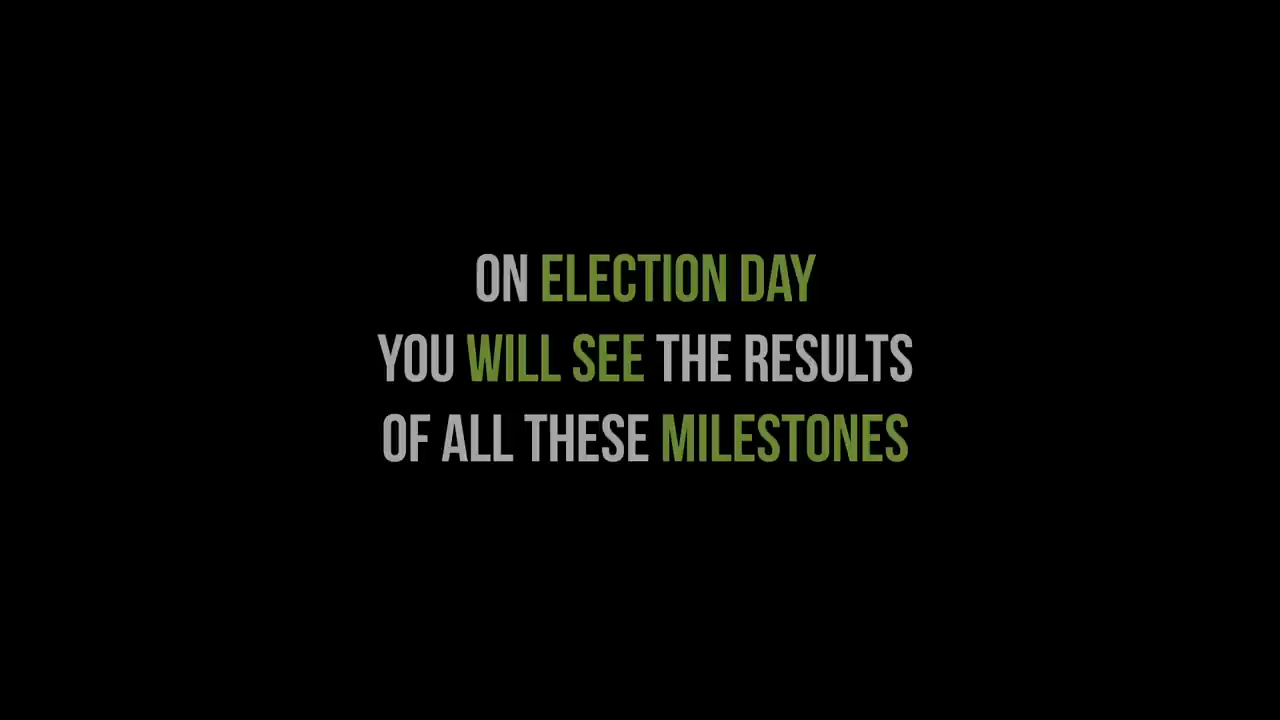 ON ELECTION DAY
YOU WILL SEE THE RESULTS
OF ALL THESE MILESTONES